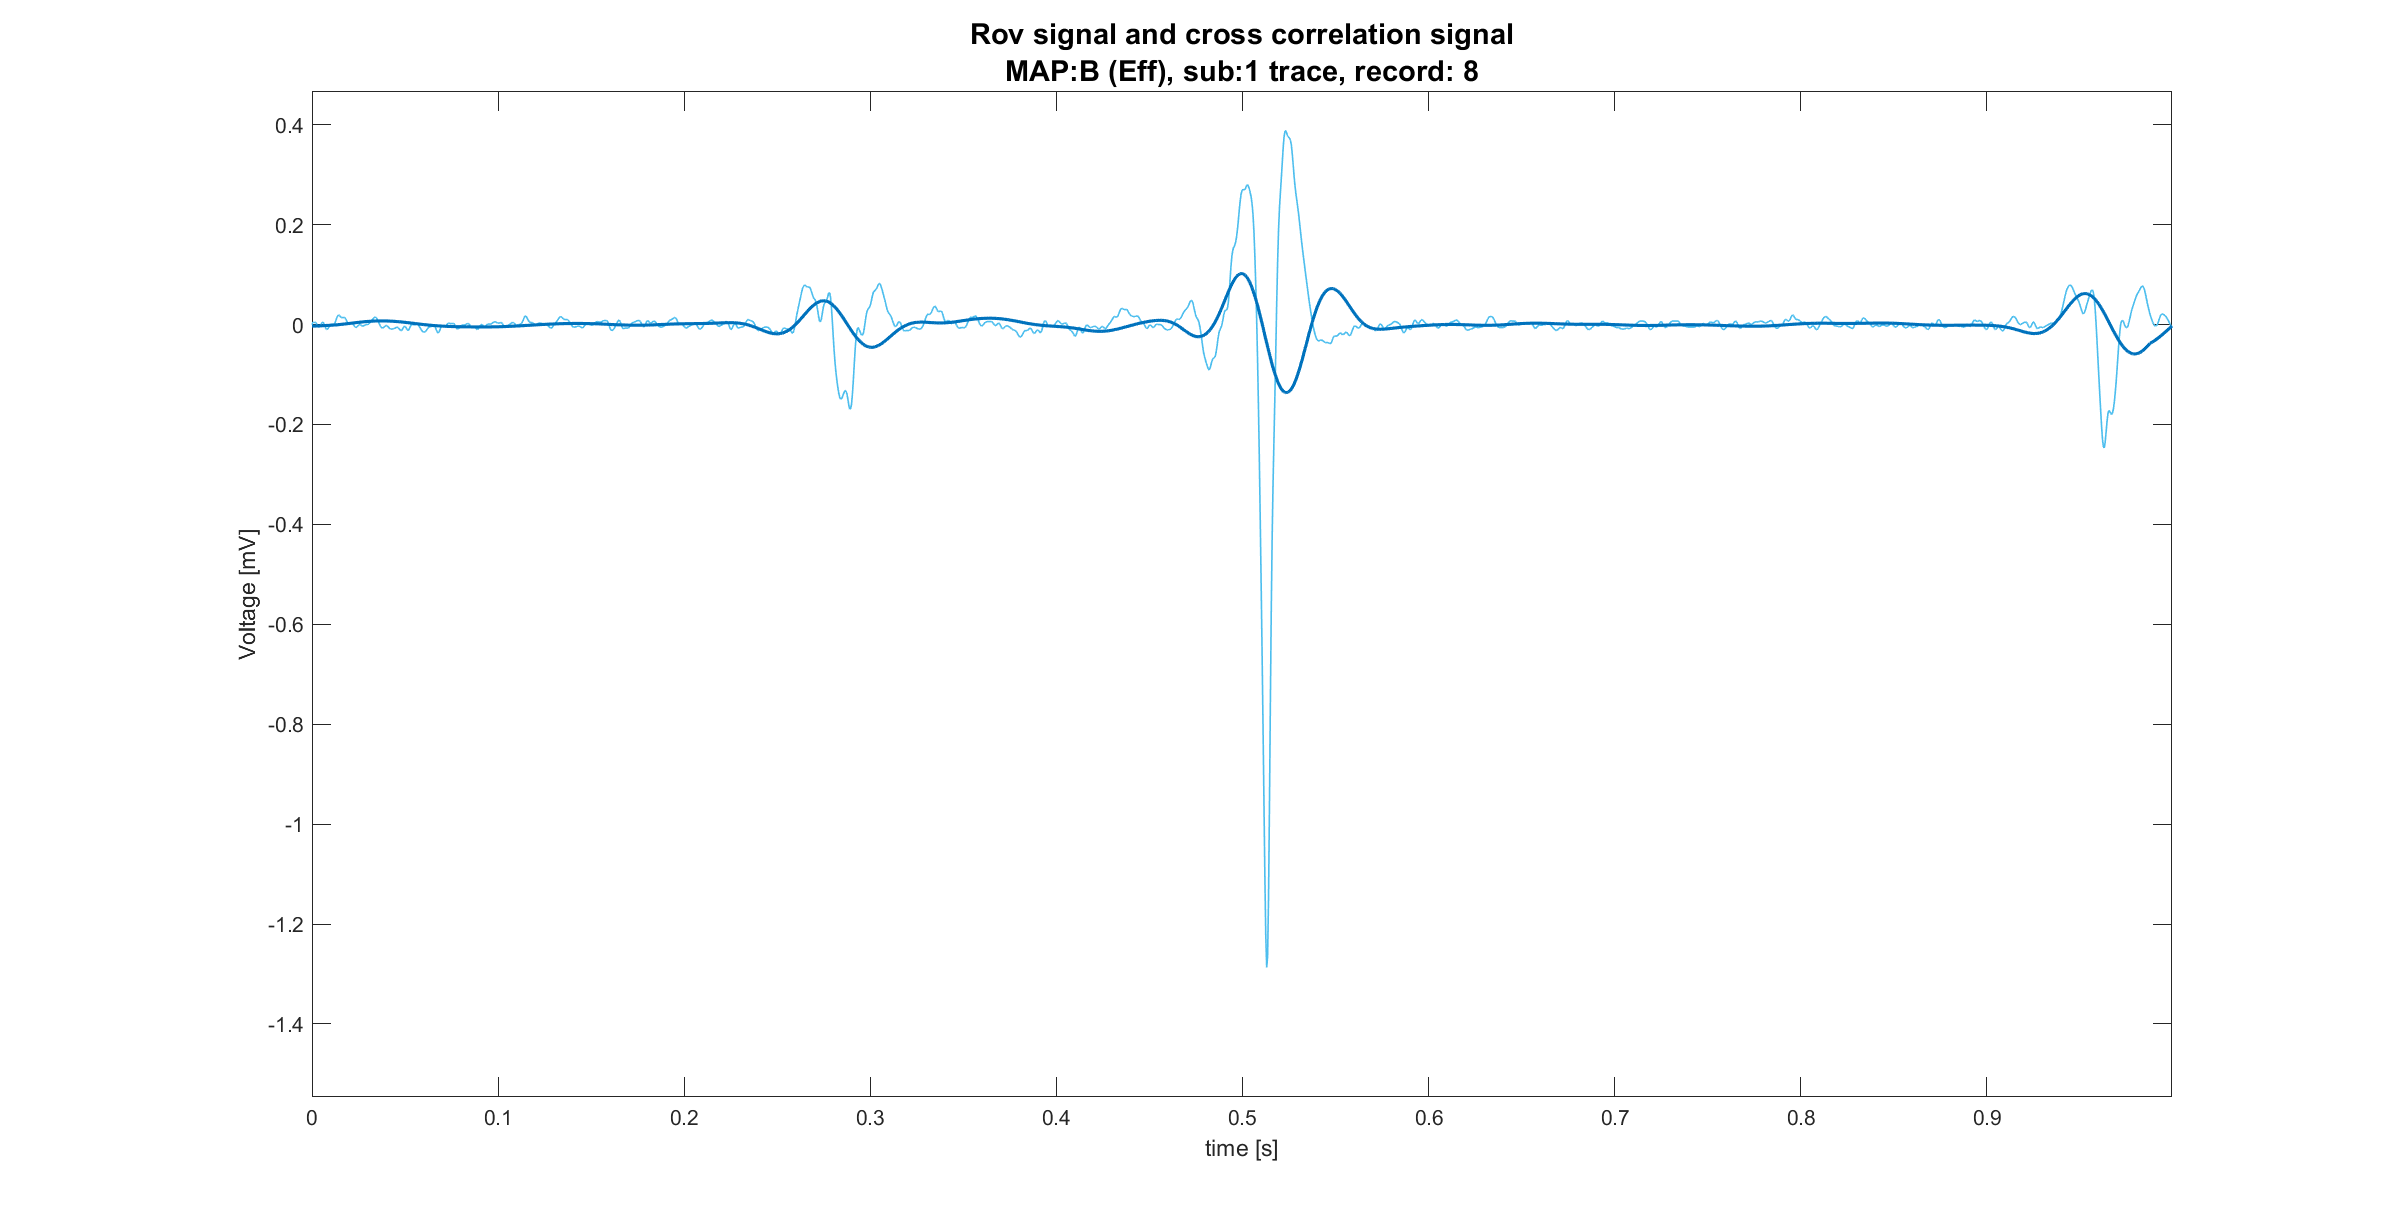 Rov signal and cross correlation signal
MAP:B (Eff), sub:1 trace, record: 8
0.4
0.2
0
-0.2
-0.4
-0.6
-0.8
-1
-1.2
-1.4
Voltage [mV]
0 0.1 0.2 0.3 0.4 0.5 0.6 0.7 0.8 0.9
time [s]